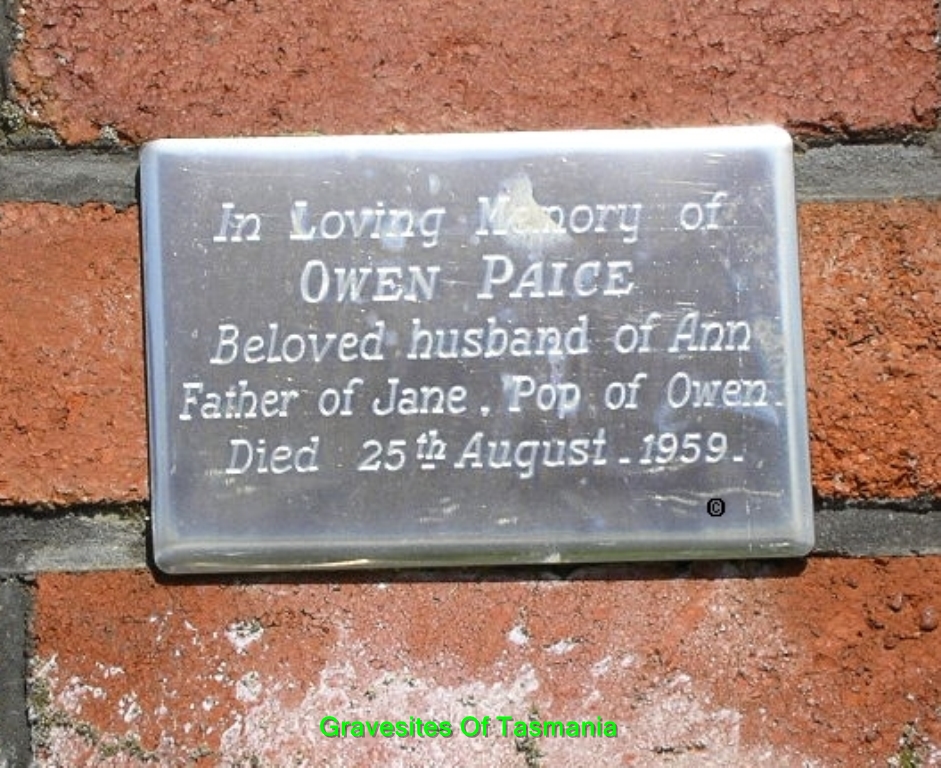 In Loving Memory of
OWEN PAICE
Beloved husband of Ann
Father of Jane. Pop of Owen.
Died 25th August. 1959.
©
Gravesites Of Tasmania